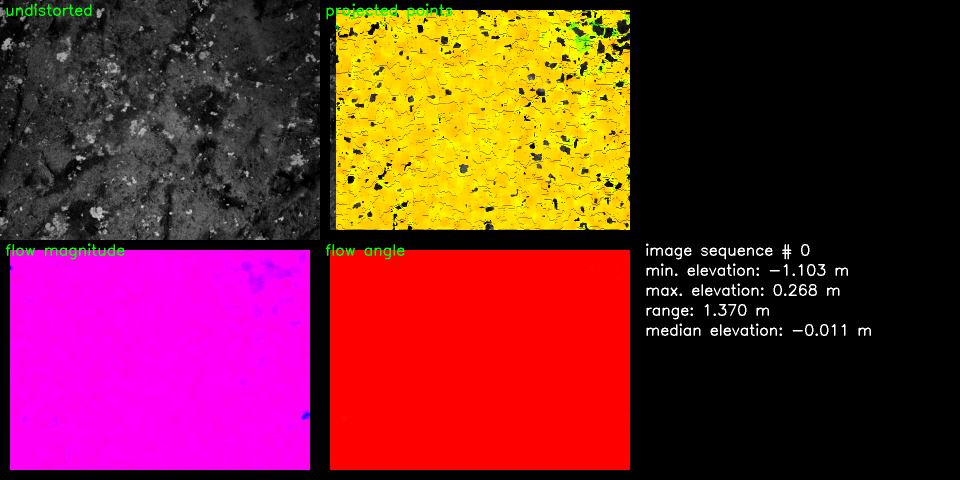 undistorted
projected points
flow magnitude
flow angle
image sequence # 0
min. elevation: −1.103 m
max. elevation: 0.268 m
range: 1.370 m
median elevation: −0.011 m